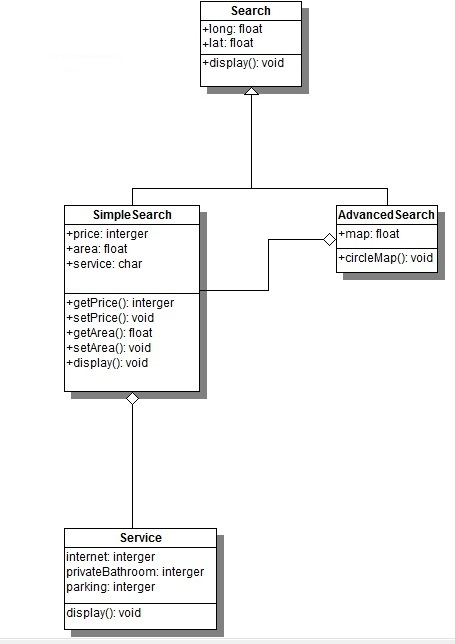 Search
+long: float
+lat: float
+display(): void
SimpleSearch
+price: interger
+area: float
+service: char
+getPrice(): interger
+setPrice(): void
+getArea(): float
+setArea(): void
+display(): void
AdvancedSearch
+map: float
+circleMap(): void
Service
internet: interger
privateBathroom: interger
parking: interger
display(): void